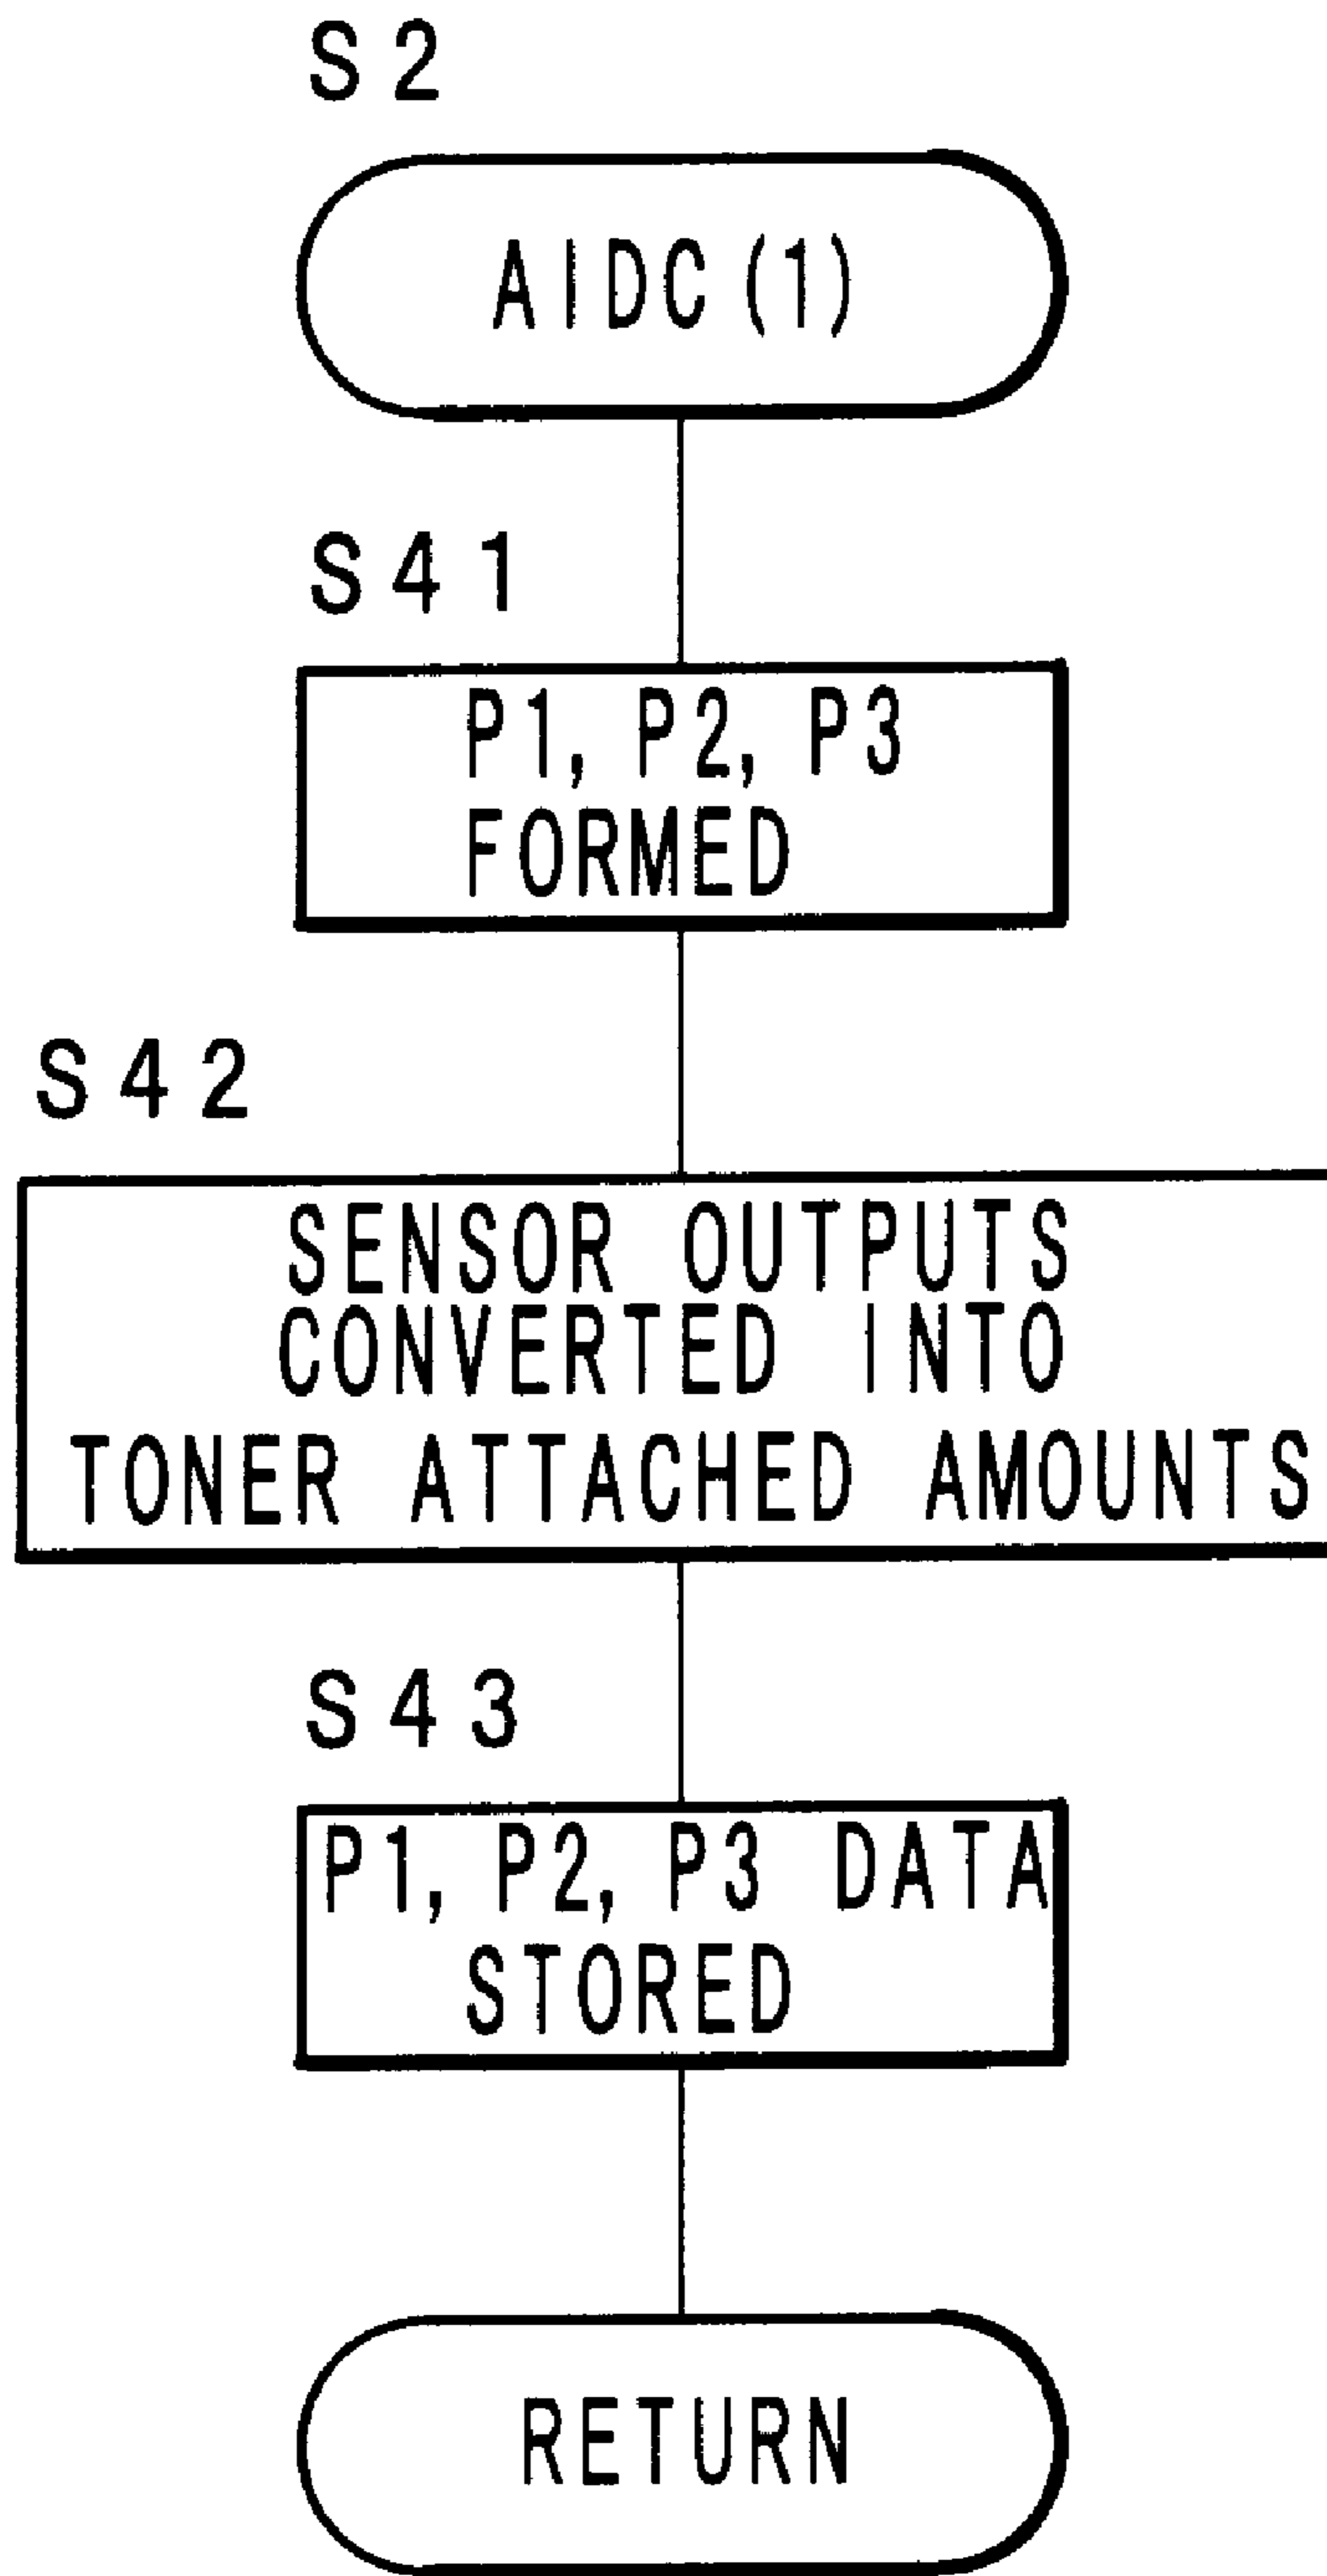 S2
AIDC(1)
S41
P1, P2, P3
FORMED
S42
SENSOR OUTPUTS
CONVERTED INTO
TONER ATTACHED AMOUNTS
S43
P1, P2, P3 DATA
STORED
RETURN